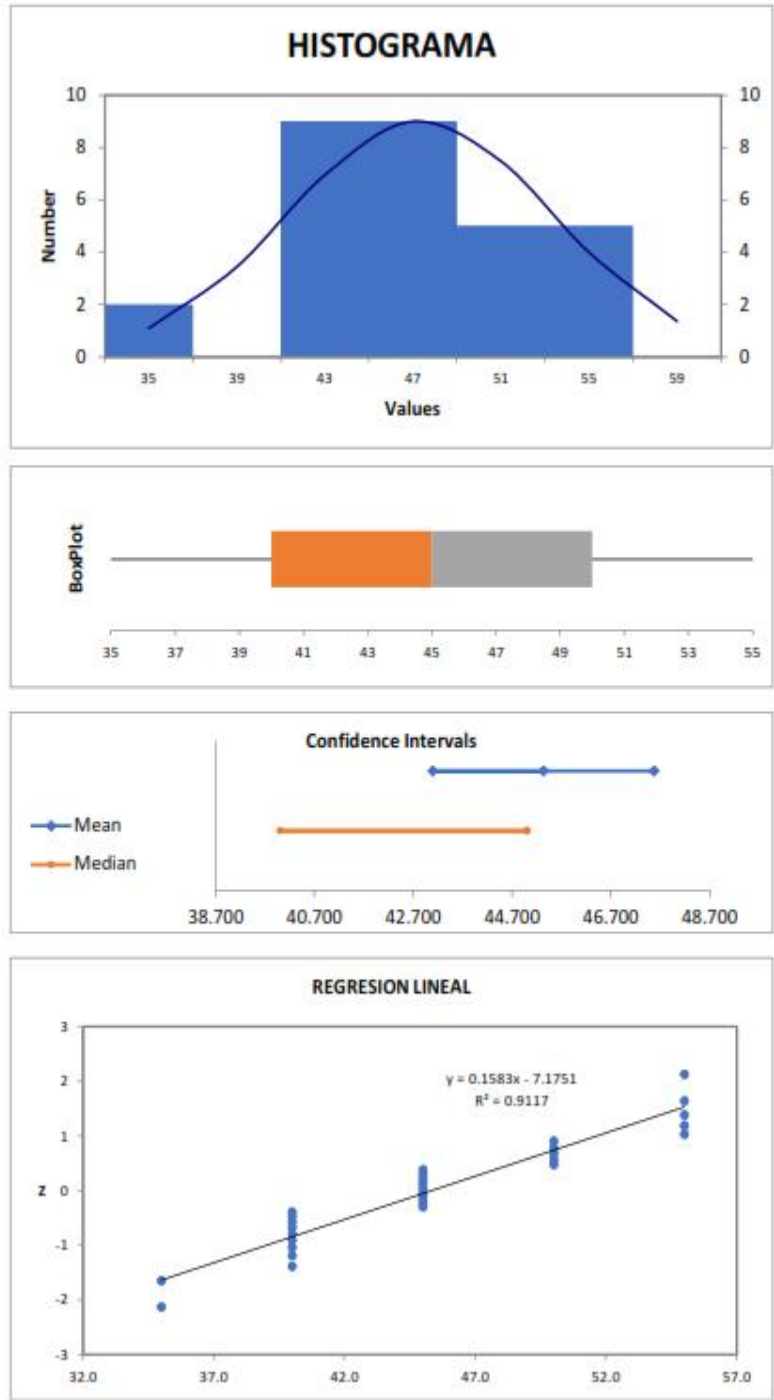 HISTOGRAMA
10 10
8 8
6 6
4 4
2 2
0 0
Number
35 39 43 47 51 55 59
Values
BoxPlot
35 37 39 41 43 45 47 49 51 53 55
Confidence Intervals
Mean
Median
38.700 40.700 42.700 44.700 46.700 48.700
REGRESION LINEAL
3
y = 0.1583x - 7.1751
2
R² = 0.9117
1
Z 0
-1
-2
-3
32.0 37.0 42.0 47.0 52.0 57.0